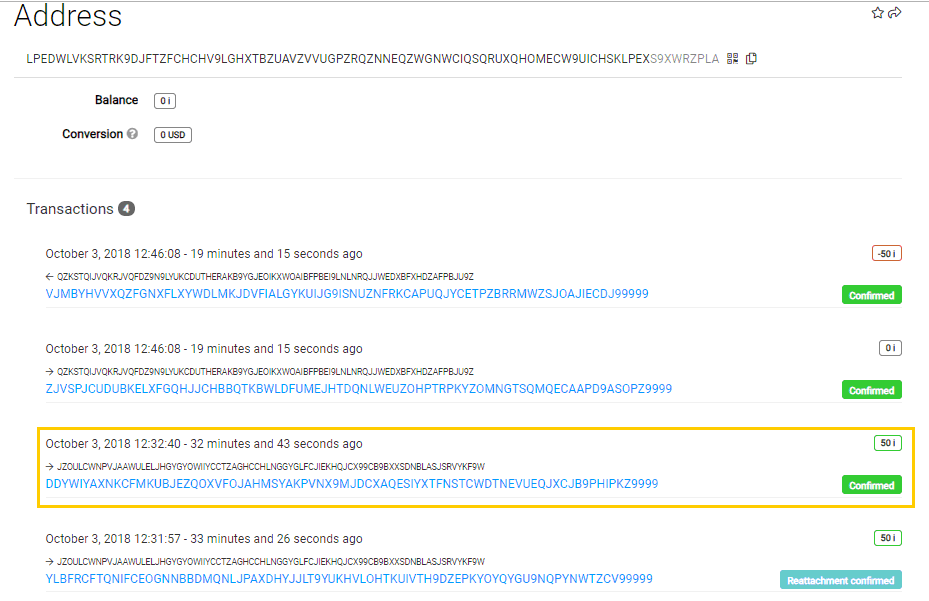 Address
LPEDWLVKSRTRK9DJFTZFCHCHV9LGHXTBZUAVZVVUGPZRQZNNEQZWGNWCIQSQRUXQHOMECW9UICHSKLPEXS9XWRZPLA
Balance 0 i
Conversion ? 0 USD
Transactions 4
October 3, 2018 12:46:08 - 19 minutes and 15 seconds ago -50 i
← QZKSTQIJVQKRJVQFDZ9N9LYUKCDUTHERAKB9YGJEOIKXWOAIBFPBEI9LNLNRQJJWEDXBFXHDZAFPBJU9Z
VJMBYHVVXQZFGNXFLXYWDLMKJDVFIALGYKUIJG9ISNUZNFRKCAPUQJYCETPZBRRMWZSJOAJIECDJ99999 Confirmed
October 3, 2018 12:46:08 - 19 minutes and 15 seconds ago 0 i
→ QZKSTQIJVQKRJVQFDZ9N9LYUKCDUTHERAKB9YGJEOIKXWOAIBFPBEI9LNLNRQJJWEDXBFXHDZAFPBJU9Z
ZJVSPJCUDUBKELXFGQHJJCHBBQTKBWLDFUMEJHTDQNLWEUZOHPTRPKYZOMNGTSQMQECAAPD9ASOPZ9999 Confirmed
October 3, 2018 12:32:40 - 32 minutes and 43 seconds ago 50 i
→ JZOULCWNPVJAAWULELJHGYGYOWIIYCCTZAGHCCHLNGGYGLFCJIEKHQJCX99CB9BXXSDNBLASJSRVYKF9W
DDYWIYAXNKCFMKUBJEZQOXVFOJAHMSYAKPVNX9MJDCXAQESIYXTFNSTCWDTNEVUEQJXCJB9PHIPKZ9999 Confirmed
October 3, 2018 12:31:57 - 33 minutes and 26 seconds ago 50 i
→ JZOULCWNPVJAAWULELJHGYGYOWIIYCCTZAGHCCHLNGGYGLFCJIEKHQJCX99CB9BXXSDNBLASJSRVYKF9W
YLBFRCFTQNIFCEOGNNBBDMQNLJPAXDHYJJLT9YUKHVLOHTKUIVTH9DZEPKYOYQYGU9NQPYNWTZCV99999 Reattachment confirmed